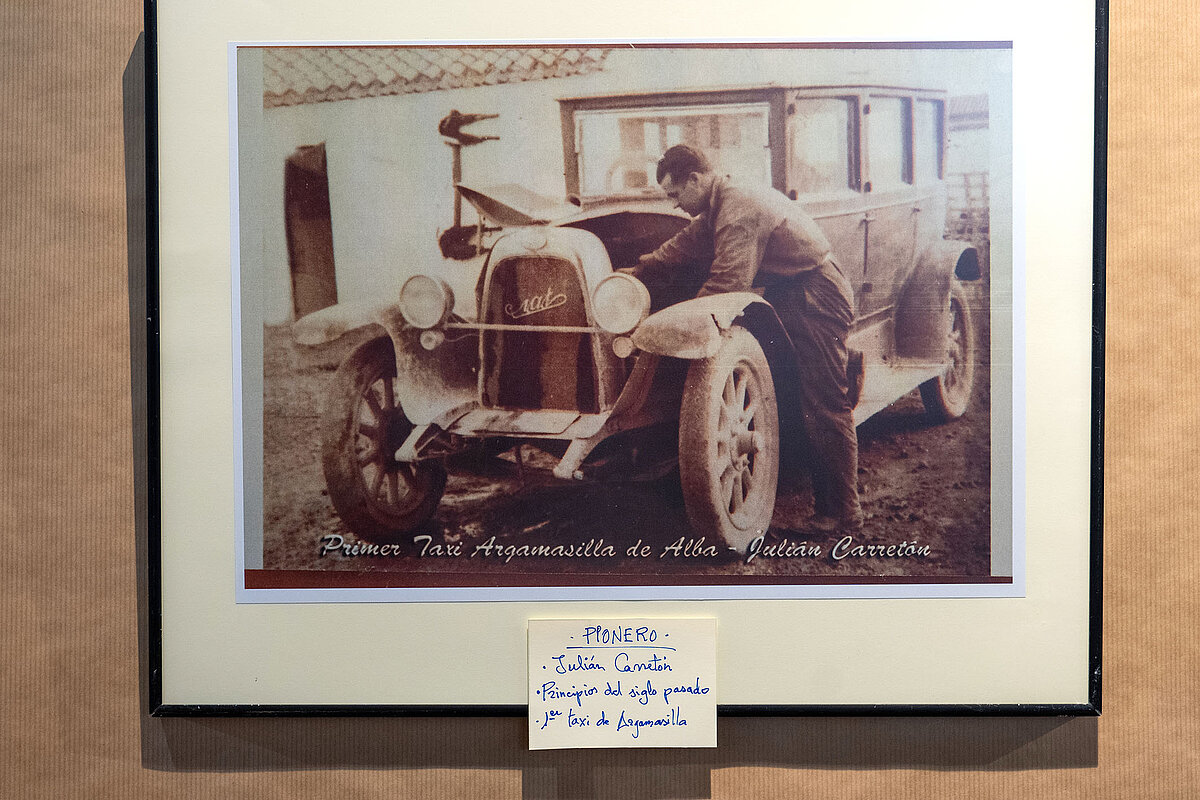 Primer Taxi Argamasilla de Alba - Julián Carretón
· PIONERO ·
· Julián Carretón
· Principios del siglo pasado
· 1er taxi de Argamasilla